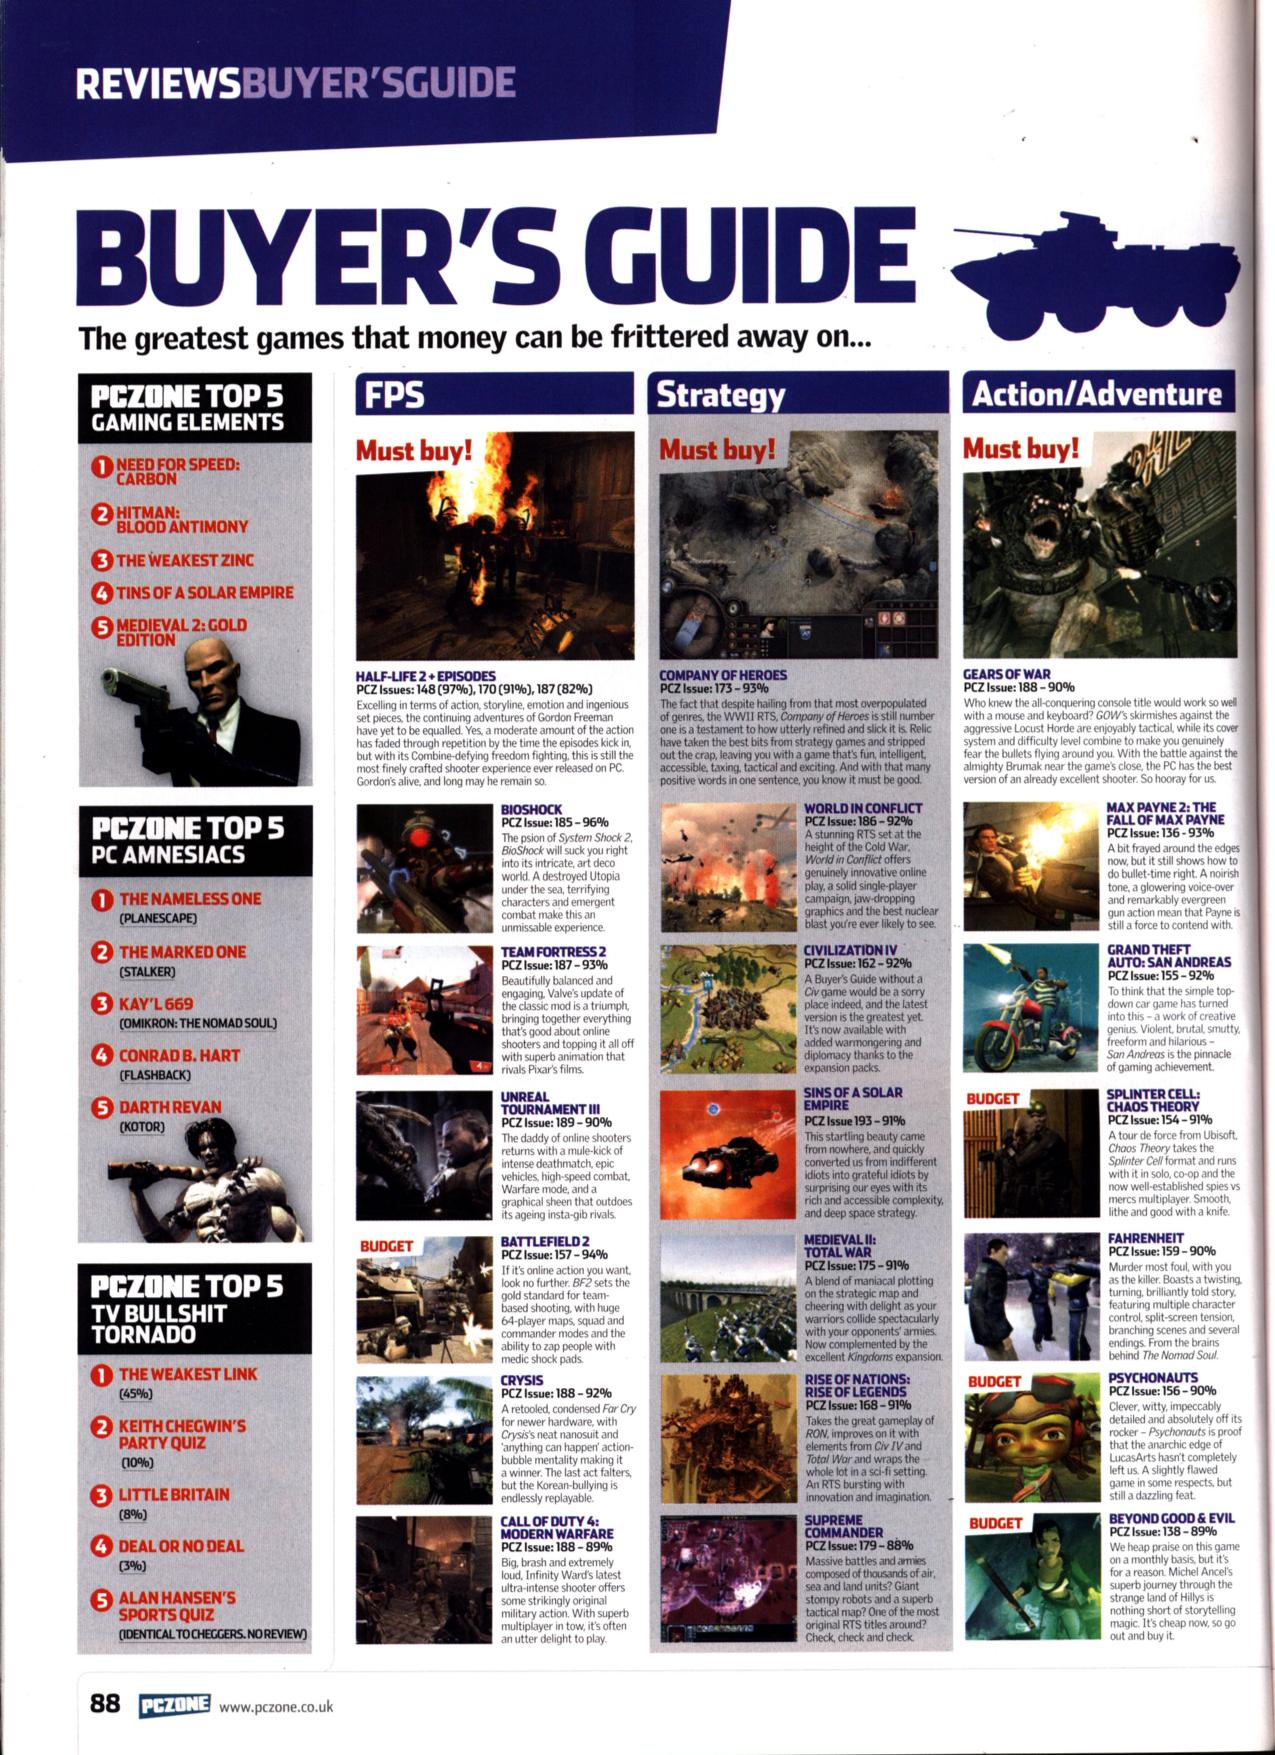 REVIEWSBUYER'SGUIDE
BUYER'S GUIDE
The greatest games that money can be frittered away on...
PCZONE TOP 5
GAMING ELEMENTS
1 NEED FOR SPEED:
CARBON
2 HITMAN:
BLOOD ANTIMONY
3 THE WEAKEST ZINC
4 TINS OF A SOLAR EMPIRE
5 MEDIEVAL 2: GOLD
EDITION
PCZONE TOP 5
PC AMNESIACS
1 THE NAMELESS ONE
(PLANESCAPE)
2 THE MARKED ONE
(STALKER)
3 KAY'L 669
(OMIKRON: THE NOMAD SOUL)
4 CONRAD B. HART
(FLASHBACK)
5 DARTH REVAN
(KOTOR)
PCZONE TOP 5
TV BULLSHIT
TORNADO
1 THE WEAKEST LINK
(45%)
2 KEITH CHEGWIN'S
PARTY QUIZ
(10%)
3 LITTLE BRITAIN
(8%)
4 DEAL OR NO DEAL
(3%)
5 ALAN HANSEN'S
SPORTS QUIZ
(IDENTICAL TO CHEGGERS. NO REVIEW)
FPS
Must buy!
HALF-LIFE 2 + EPISODES
PCZ Issues: 148 (97%), 170 (91%), 187 (82%)
Excelling in terms of action, storyline, emotion and ingenious
set pieces, the continuing adventures of Gordon Freeman
have yet to be equalled. Yes, a moderate amount of the action
has faded through repetition by the time the episodes kick in,
but with its Combine-defying freedom fighting, this is still the
most finely crafted shooter experience ever released on PC.
Gordon's alive, and long may he remain so.
BIOSHOCK
PCZ Issue: 185 – 96%
The psion of System Shock 2,
BioShock will suck you right
into its intricate, art deco
world. A destroyed Utopia
under the sea, terrifying
characters and emergent
combat make this an
unmissable experience.
TEAM FORTRESS 2
PCZ Issue: 187 – 93%
Beautifully balanced and
engaging, Valve's update of
the classic mod is a triumph,
bringing together everything
that's good about online
shooters and topping it all off
with superb animation that
rivals Pixar's films.
UNREAL
TOURNAMENT III
PCZ Issue: 189 – 90%
The daddy of online shooters
returns with a mule-kick of
intense deathmatch, epic
vehicles, high-speed combat,
Warfare mode, and a
graphical sheen that outdoes
its ageing insta-gib rivals.
BUDGET
BATTLEFIELD 2
PCZ Issue: 157 – 94%
If it's online action you want,
look no further. BF2 sets the
gold standard for team-
based shooting, with huge
64-player maps, squad and
commander modes and the
ability to zap people with
medic shock pads.
CRYSIS
PCZ Issue: 188 – 92%
A retooled, condensed Far Cry
for newer hardware, with
Crysis's neat nanosuit and
'anything can happen' action-
bubble mentality making it
a winner. The last act falters,
but the Korean-bullying is
endlessly replayable.
CALL OF DUTY 4:
MODERN WARFARE
PCZ Issue: 188 – 89%
Big, brash and extremely
loud, Infinity Ward's latest
ultra-intense shooter offers
some strikingly original
military action. With superb
multiplayer in tow, it's often
an utter delight to play.
Strategy
Must buy!
COMPANY OF HEROES
PCZ Issue: 173 – 93%
The fact that despite hailing from that most overpopulated
of genres, the WWII RTS, Company of Heroes is still number
one is a testament to how utterly refined and slick it is. Relic
have taken the best bits from strategy games and stripped
out the crap, leaving you with a game that's fun, intelligent,
accessible, taxing, tactical and exciting. And with that many
positive words in one sentence, you know it must be good.
WORLD IN CONFLICT
PCZ Issue: 186 – 92%
A stunning RTS set at the
height of the Cold War,
World in Conflict offers
genuinely innovative online
play, a solid single-player
campaign, jaw-dropping
graphics and the best nuclear
blast you're ever likely to see.
CIVILIZATION IV
PCZ Issue: 162 – 92%
A Buyer's Guide without a
Civ game would be a sorry
place indeed, and the latest
version is the greatest yet.
It's now available with
added warmongering and
diplomacy thanks to the
expansion packs.
SINS OF A SOLAR
EMPIRE
PCZ Issue 193 – 91%
This startling beauty came
from nowhere, and quickly
converted us from indifferent
idiots into grateful idiots by
surprising our eyes with its
rich and accessible complexity,
and deep space strategy.
MEDIEVAL II:
TOTAL WAR
PCZ Issue: 175 – 91%
A blend of maniacal plotting
on the strategic map and
cheering with delight as your
warriors collide spectacularly
with your opponents' armies.
Now complemented by the
excellent Kingdoms expansion.
RISE OF NATIONS:
RISE OF LEGENDS
PCZ Issue: 168 – 91%
Takes the great gameplay of
RON, improves on it with
elements from Civ IV and
Total War and wraps the
whole lot in a sci-fi setting.
An RTS bursting with
innovation and imagination.
SUPREME
COMMANDER
PCZ Issue: 179 – 88%
Massive battles and armies
composed of thousands of air,
sea and land units? Giant
stompy robots and a superb
tactical map? One of the most
original RTS titles around?
Check, check and check.
Action/Adventure
Must buy!
GEARS OF WAR
PCZ Issue: 188 – 90%
Who knew the all-conquering console title would work so well
with a mouse and keyboard? GOW's skirmishes against the
aggressive Locust Horde are enjoyably tactical, while its cover
system and difficulty level combine to make you genuinely
fear the bullets flying around you. With the battle against the
almighty Brumak near the game's close, the PC has the best
version of an already excellent shooter. So hooray for us.
MAX PAYNE 2: THE
FALL OF MAX PAYNE
PCZ Issue: 136 - 93%
A bit frayed around the edges
now, but it still shows how to
do bullet-time right. A noirish
tone, a glowering voice-over
and remarkably evergreen
gun action mean that Payne is
still a force to contend with.
GRAND THEFT
AUTO: SAN ANDREAS
PCZ Issue: 155 – 92%
To think that the simple top-
down car game has turned
into this – a work of creative
genius. Violent, brutal, smutty,
freeform and hilarious –
San Andreas is the pinnacle
of gaming achievement.
BUDGET
SPLINTER CELL:
CHAOS THEORY
PCZ Issue: 154 – 91%
A tour de force from Ubisoft,
Chaos Theory takes the
Splinter Cell format and runs
with it in solo, co-op and the
now well-established spies vs
mercs multiplayer. Smooth,
lithe and good with a knife.
FAHRENHEIT
PCZ Issue: 159 – 90%
Murder most foul, with you
as the killer. Boasts a twisting,
turning, brilliantly told story,
featuring multiple character
control, split-screen tension,
branching scenes and several
endings. From the brains
behind The Nomad Soul.
BUDGET
PSYCHONAUTS
PCZ Issue: 156 – 90%
Clever, witty, impeccably
detailed and absolutely off its
rocker – Psychonauts is proof
that the anarchic edge of
LucasArts hasn't completely
left us. A slightly flawed
game in some respects, but
still a dazzling feat.
BUDGET
BEYOND GOOD & EVIL
PCZ Issue: 138 – 89%
We heap praise on this game
on a monthly basis, but it's
for a reason. Michel Ancel's
superb journey through the
strange land of Hillys is
nothing short of storytelling
magic. It's cheap now, so go
out and buy it.
88 PCZONE www.pczone.co.uk